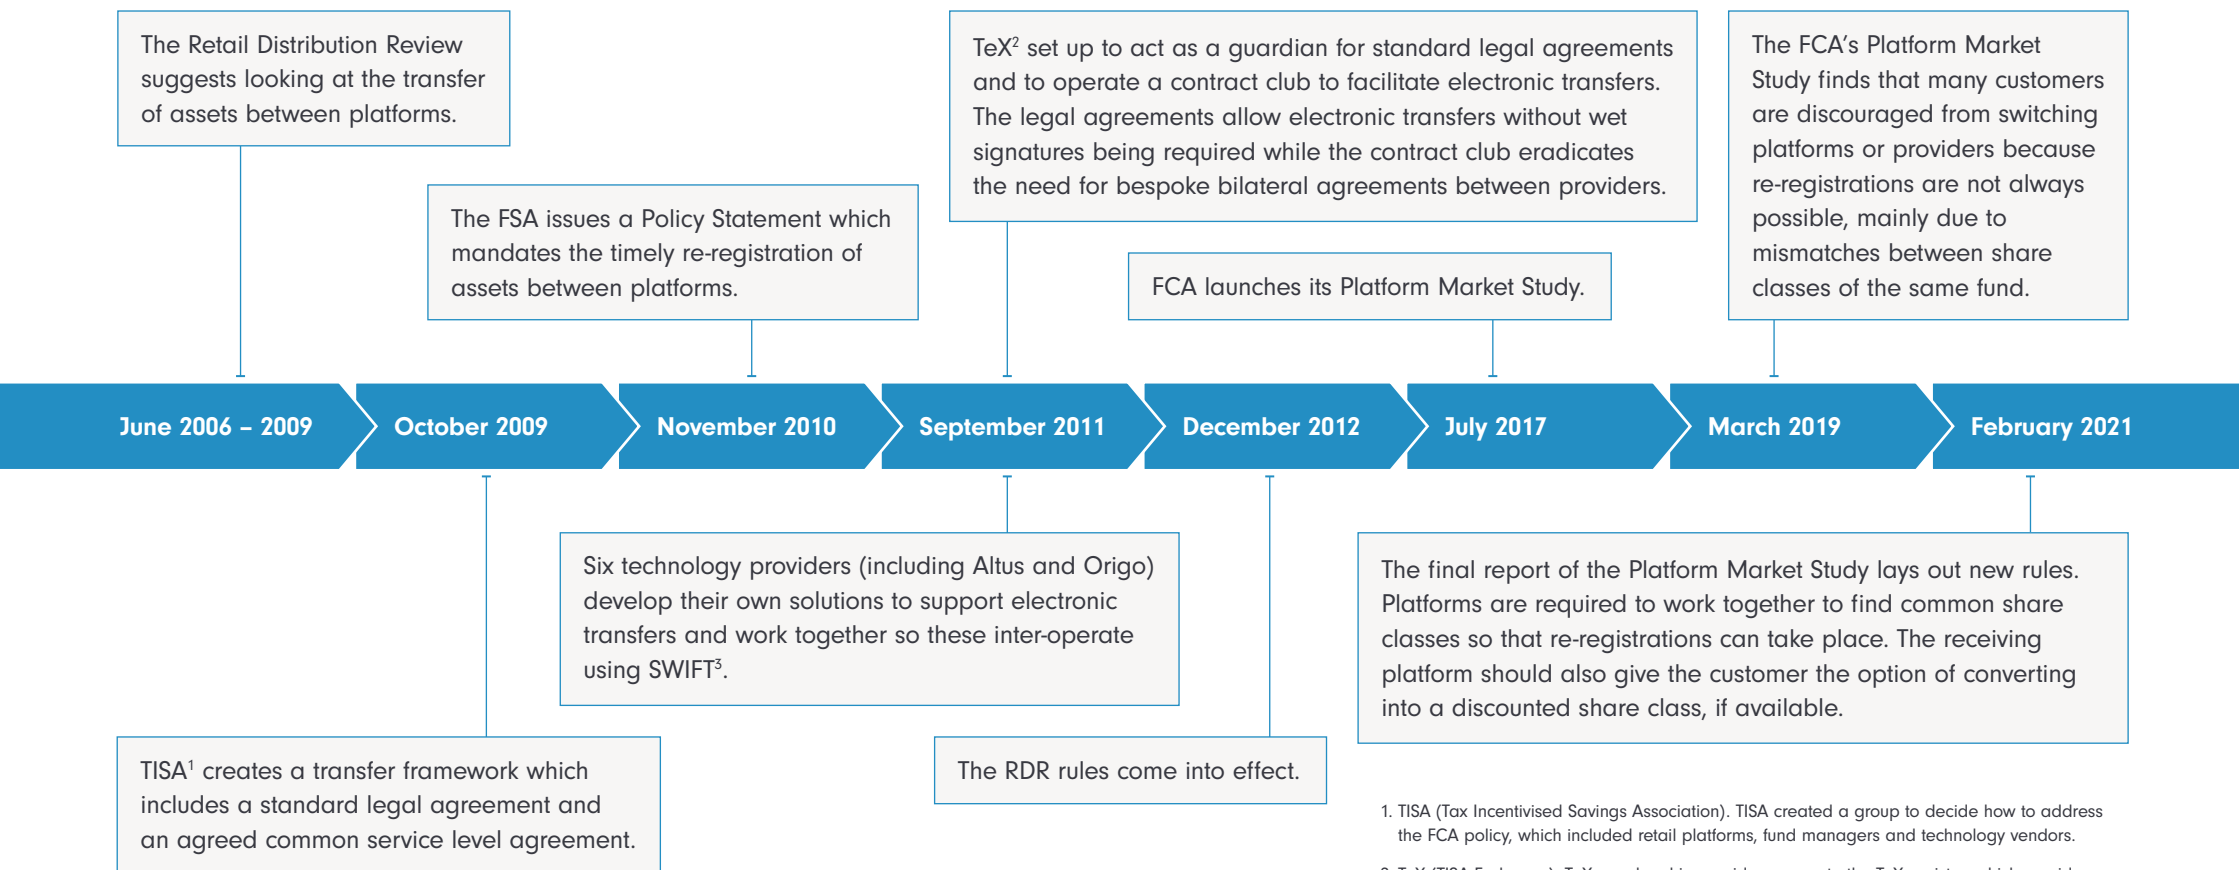 The Retail Distribution Review
suggests looking at the transfer
of assets between platforms.
The FSA issues a Policy Statement which
mandates the timely re-registration of
assets between platforms.
TeX2 set up to act as a guardian for standard legal agreements
and to operate a contract club to facilitate electronic transfers.
The legal agreements allow electronic transfers without wet
signatures being required while the contract club eradicates
the need for bespoke bilateral agreements between providers.
FCA launches its Platform Market Study.
The FCA’s Platform Market
Study finds that many customers
are discouraged from switching
platforms or providers because
re-registrations are not always
possible, mainly due to
mismatches between share
classes of the same fund.
June 2006 – 2009
October 2009
November 2010
September 2011
December 2012
July 2017
March 2019
February 2021
TISA1 creates a transfer framework which
includes a standard legal agreement and
an agreed common service level agreement.
Six technology providers (including Altus and Origo)
develop their own solutions to support electronic
transfers and work together so these inter-operate
using SWIFT3.
The RDR rules come into effect.
The final report of the Platform Market Study lays out new rules.
Platforms are required to work together to find common share
classes so that re-registrations can take place. The receiving
platform should also give the customer the option of converting
into a discounted share class, if available.
1. TISA (Tax Incentivised Savings Association). TISA created a group to decide how to address
the FCA policy, which included retail platforms, fund managers and technology vendors.